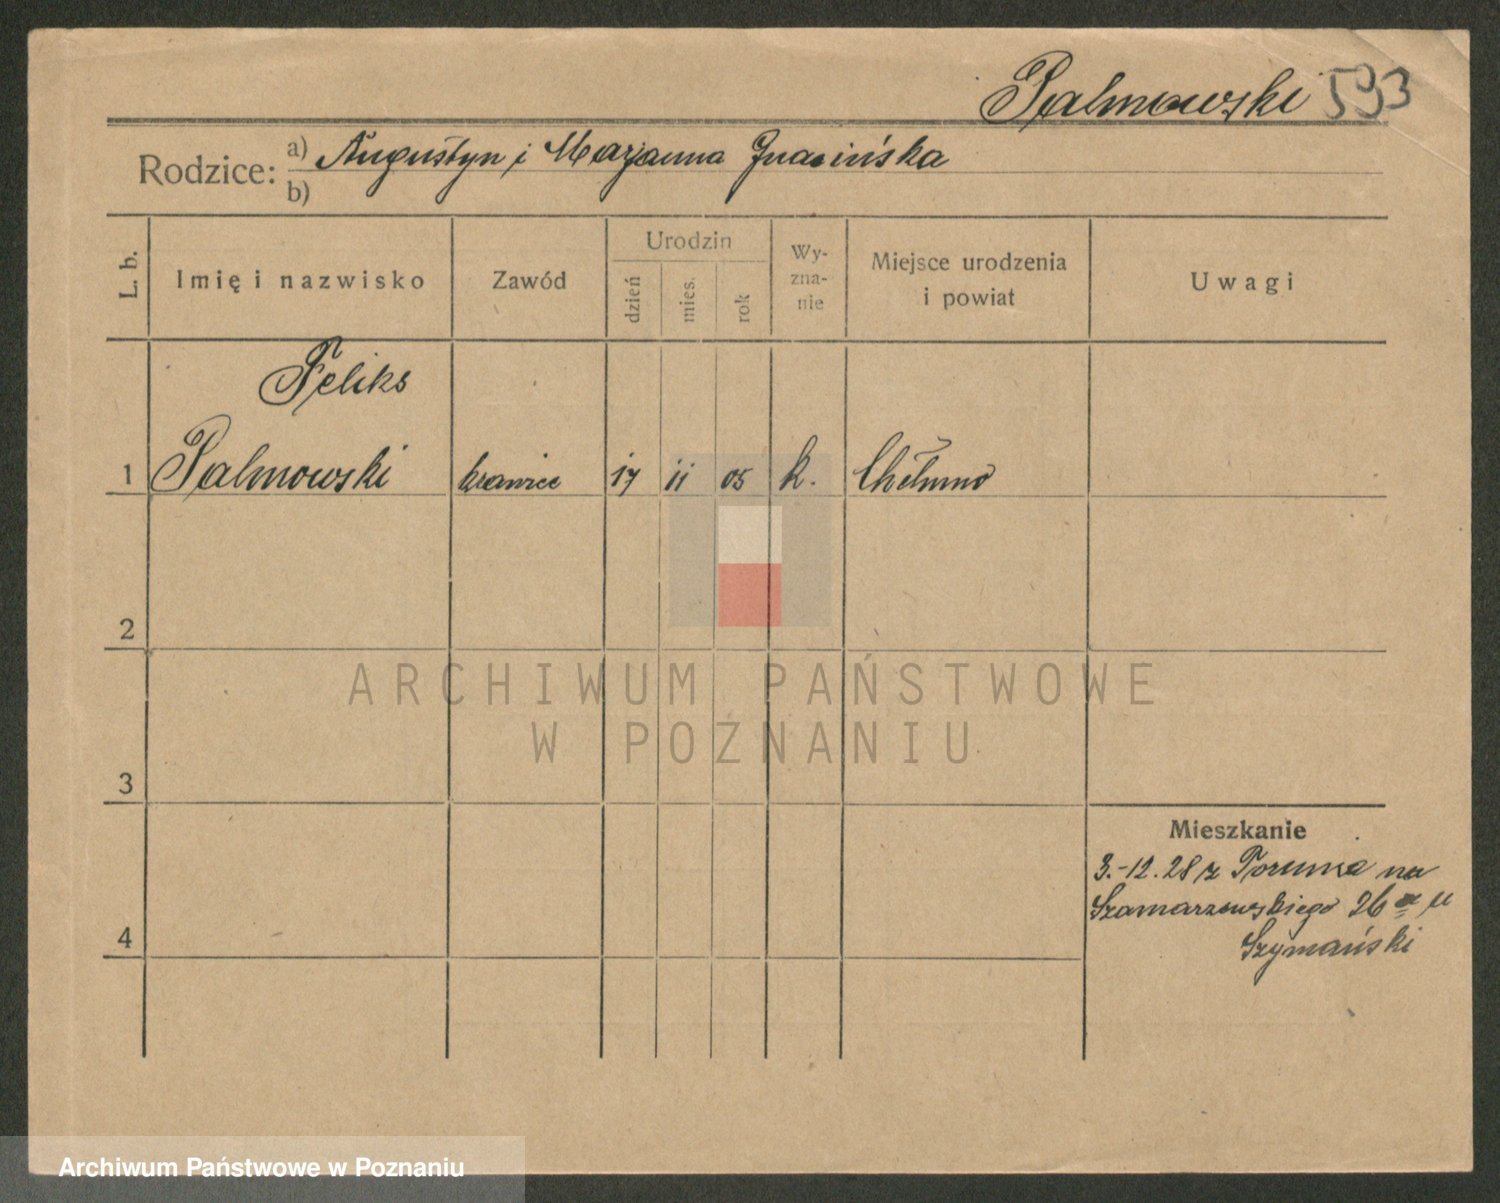 Palmowski 593
Rodzice: a) Augustyn i Marjanna
b)
L. b.
Imię i nazwisko
Zawód
Urodzin
dzień
mies.
rok
Wy-
zna-
nie
Miejsce urodzenia
i powiat
Uwagi
Feliks
1 Palmowski krawiec 17 11 05 k. Chełmno
2
3
4
Mieszkanie
3.-12.28 z Torunia na
Szamarzewskiego 26 u
Szymański
ARCHIWUM PAŃSTWOWE
W POZNANIU
Archiwum Państwowe w Poznaniu